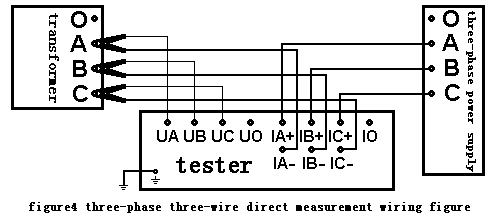 transformer
O
A
B
C
three-phase power supply
O
A
B
C
UA UB UC UO IA+ IB+ IC+ IO
IA- IB- IC-
tester
figure4 three-phase three-wire direct measurement wiring figure